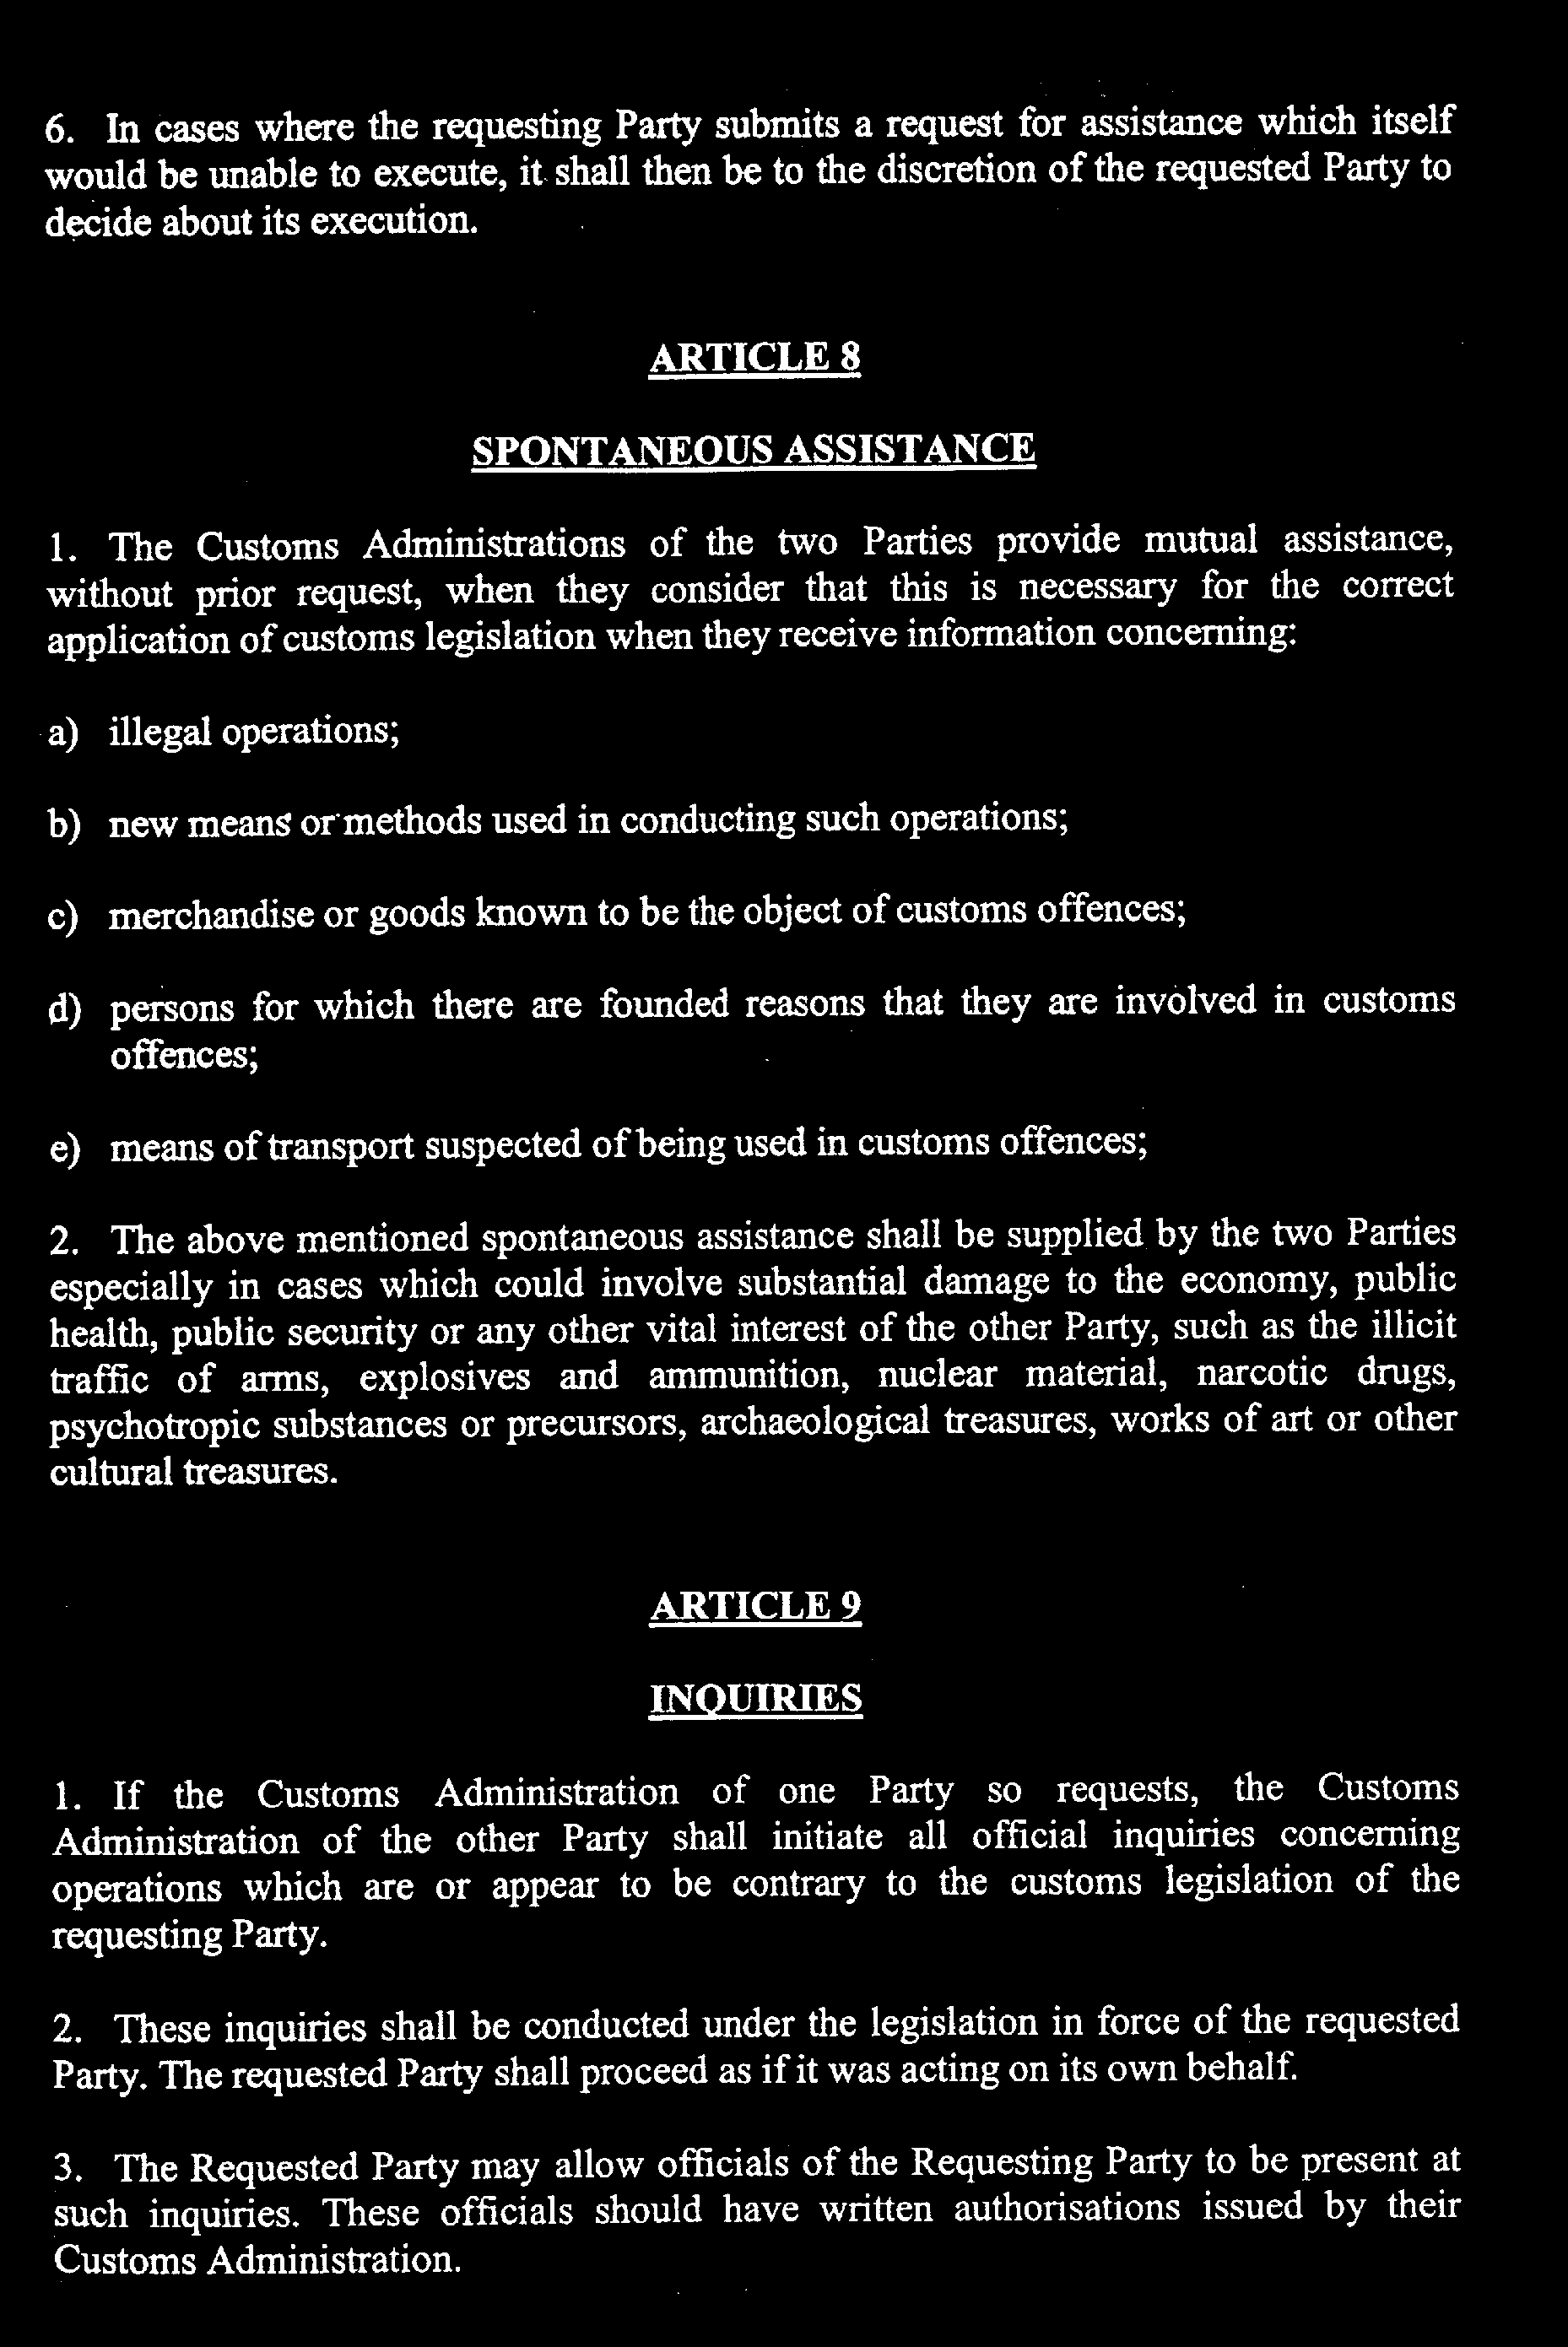 6. In cases where the requesting Party submits a request for assistance which itself
would be unable to execute, it shall then be to the discretion of the requested Party to
decide about its execution.
ARTICLE 8
SPONTANEOUS ASSISTANCE
1. The Customs Administrations of the two Parties provide mutual assistance,
without prior request, when they consider that this is necessary for the correct
application of customs legislation when they receive information concerning:
a) illegal operations;
b) new means or methods used in conducting such operations;
c) merchandise or goods known to be the object of customs offences;
d) persons for which there are founded reasons that they are involved in customs
offences;
e) means of transport suspected of being used in customs offences;
2. The above mentioned spontaneous assistance shall be supplied by the two Parties
especially in cases which could involve substantial damage to the economy, public
health, public security or any other vital interest of the other Party, such as the illicit
traffic of arms, explosives and ammunition, nuclear material, narcotic drugs,
psychotropic substances or precursors, archaeological treasures, works of art or other
cultural treasures.
ARTICLE 9
INQUIRIES
1. If the Customs Administration of one Party so requests, the Customs
Administration of the other Party shall initiate all official inquiries concerning
operations which are or appear to be contrary to the customs legislation of the
requesting Party.
2. These inquiries shall be conducted under the legislation in force of the requested
Party. The requested Party shall proceed as if it was acting on its own behalf.
3. The Requested Party may allow officials of the Requesting Party to be present at
such inquiries. These officials should have written authorisations issued by their
Customs Administration.